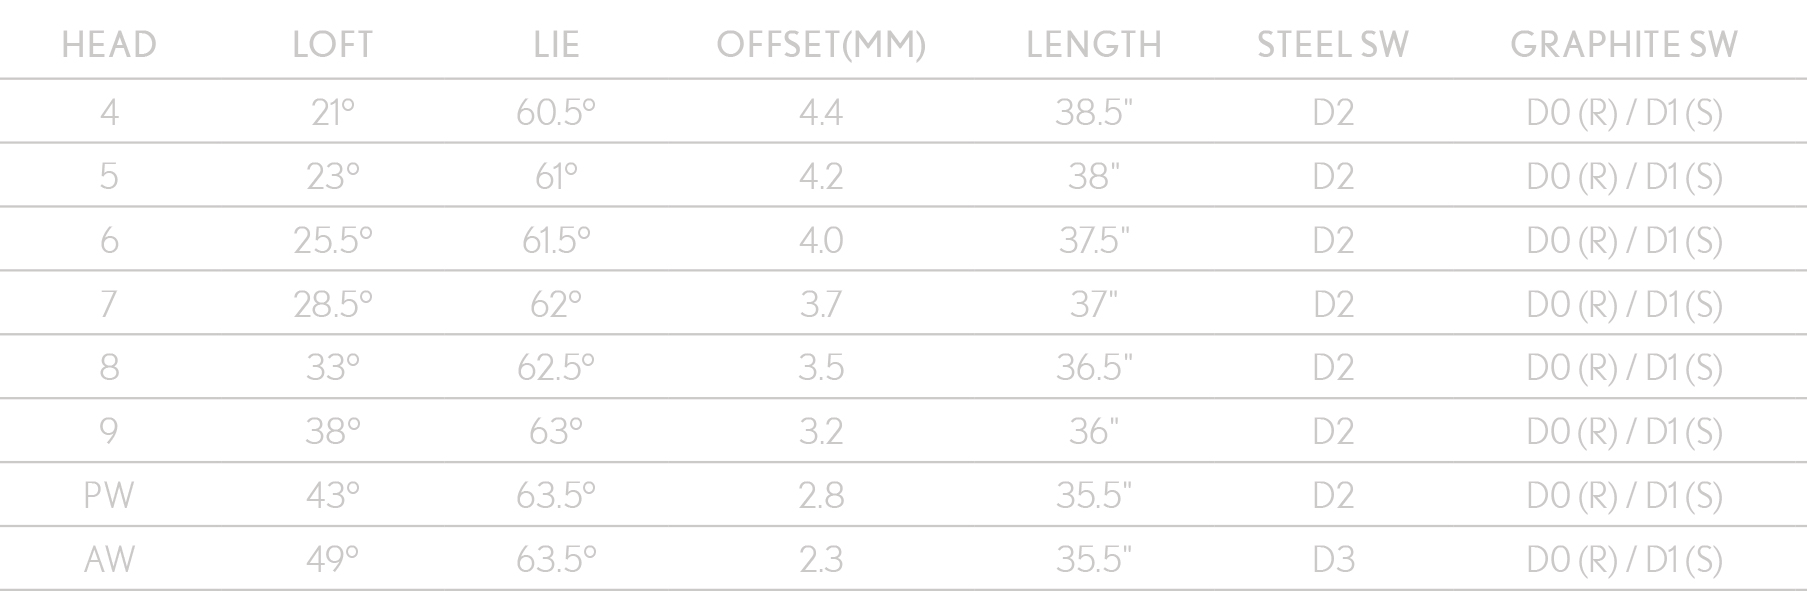 HEAD LOFT LIE OFFSET(MM) LENGTH STEEL SW GRAPHITE SW
4 21° 60.5° 4.4 38.5" D2 D0 (R) / D1 (S)
5 23° 61° 4.2 38" D2 D0 (R) / D1 (S)
6 25.5° 61.5° 4.0 37.5" D2 D0 (R) / D1 (S)
7 28.5° 62° 3.7 37" D2 D0 (R) / D1 (S)
8 33° 62.5° 3.5 36.5" D2 D0 (R) / D1 (S)
9 38° 63° 3.2 36" D2 D0 (R) / D1 (S)
PW 43° 63.5° 2.8 35.5" D2 D0 (R) / D1 (S)
AW 49° 63.5° 2.3 35.5" D3 D0 (R) / D1 (S)